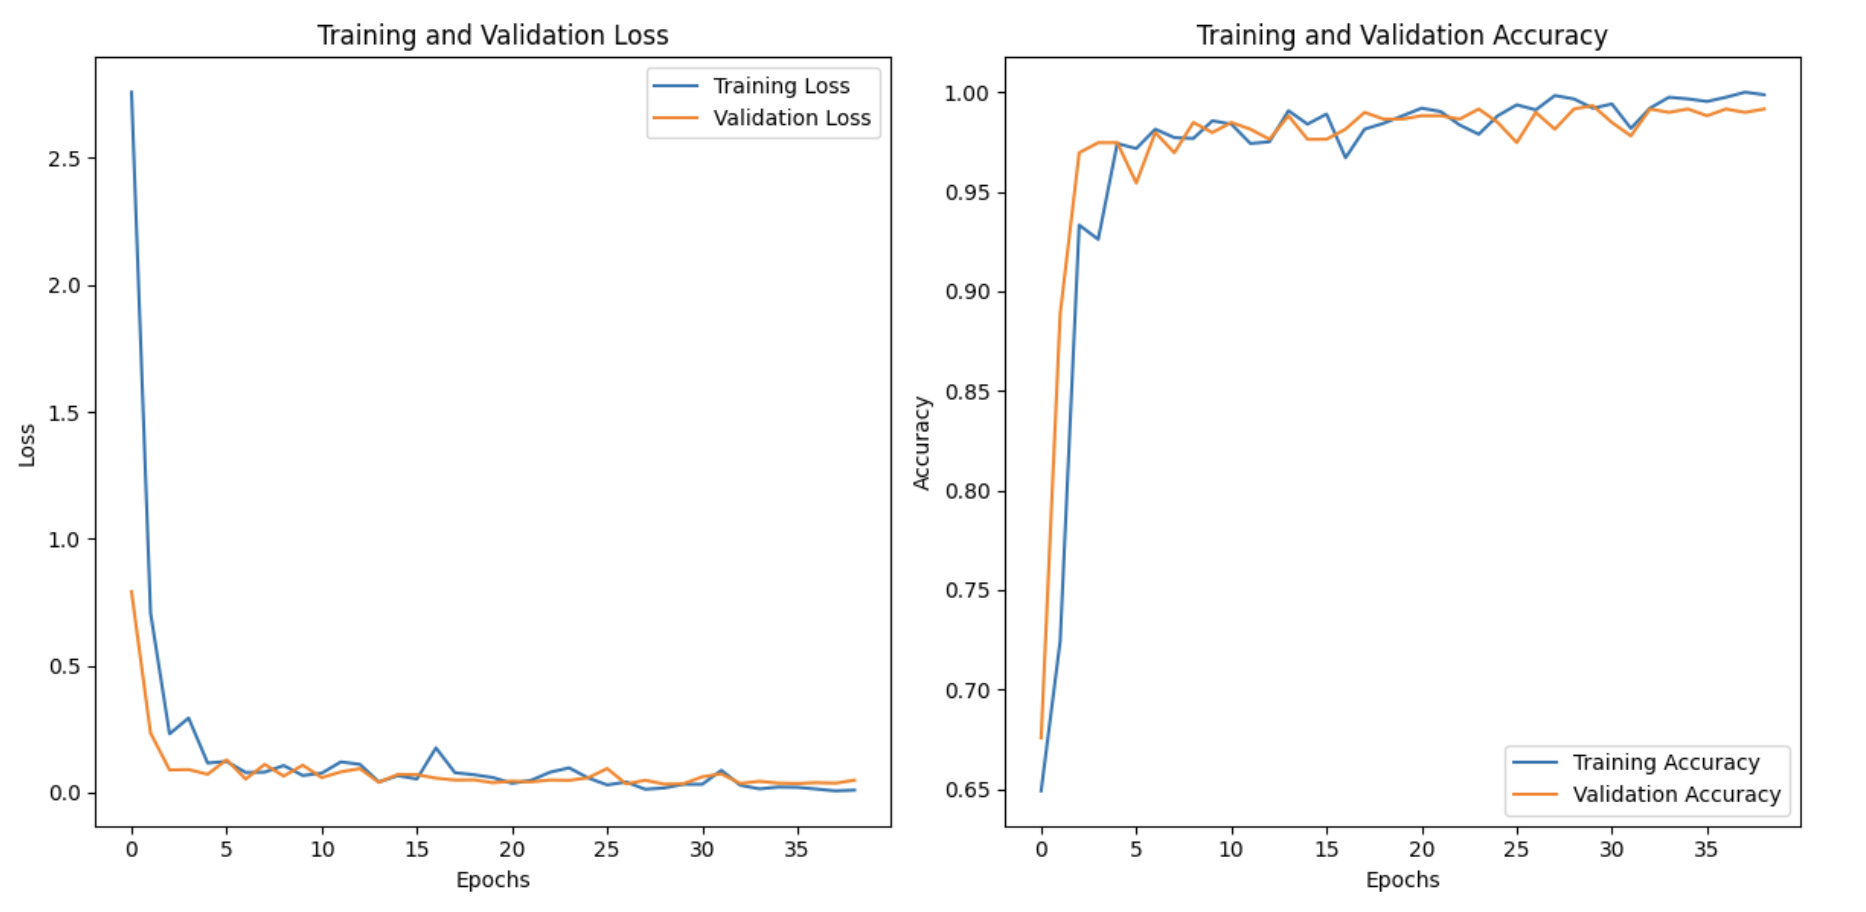 Training and Validation Loss
Training Loss
Validation Loss
2.5
2.0
1.5
1.0
0.5
0.0
Loss
0 5 10 15 20 25 30 35
Epochs
Training and Validation Accuracy
1.00
0.95
0.90
0.85
0.80
0.75
0.70
0.65
Accuracy
Training Accuracy
Validation Accuracy
0 5 10 15 20 25 30 35
Epochs